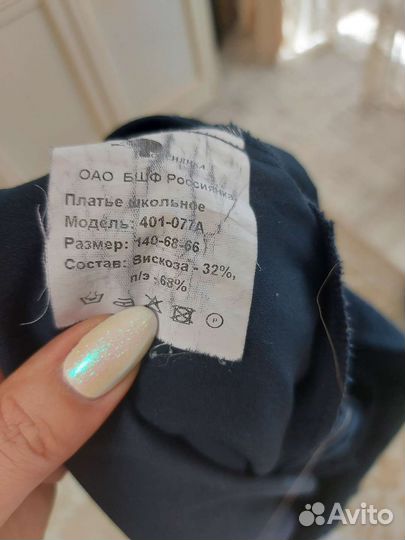 ОАО БШФ Россиянка
Платье школьное
Модель: 401-077А
Размер: 140-68-66
Состав: Вискоза - 32%,
п/э -68%
P
Avito